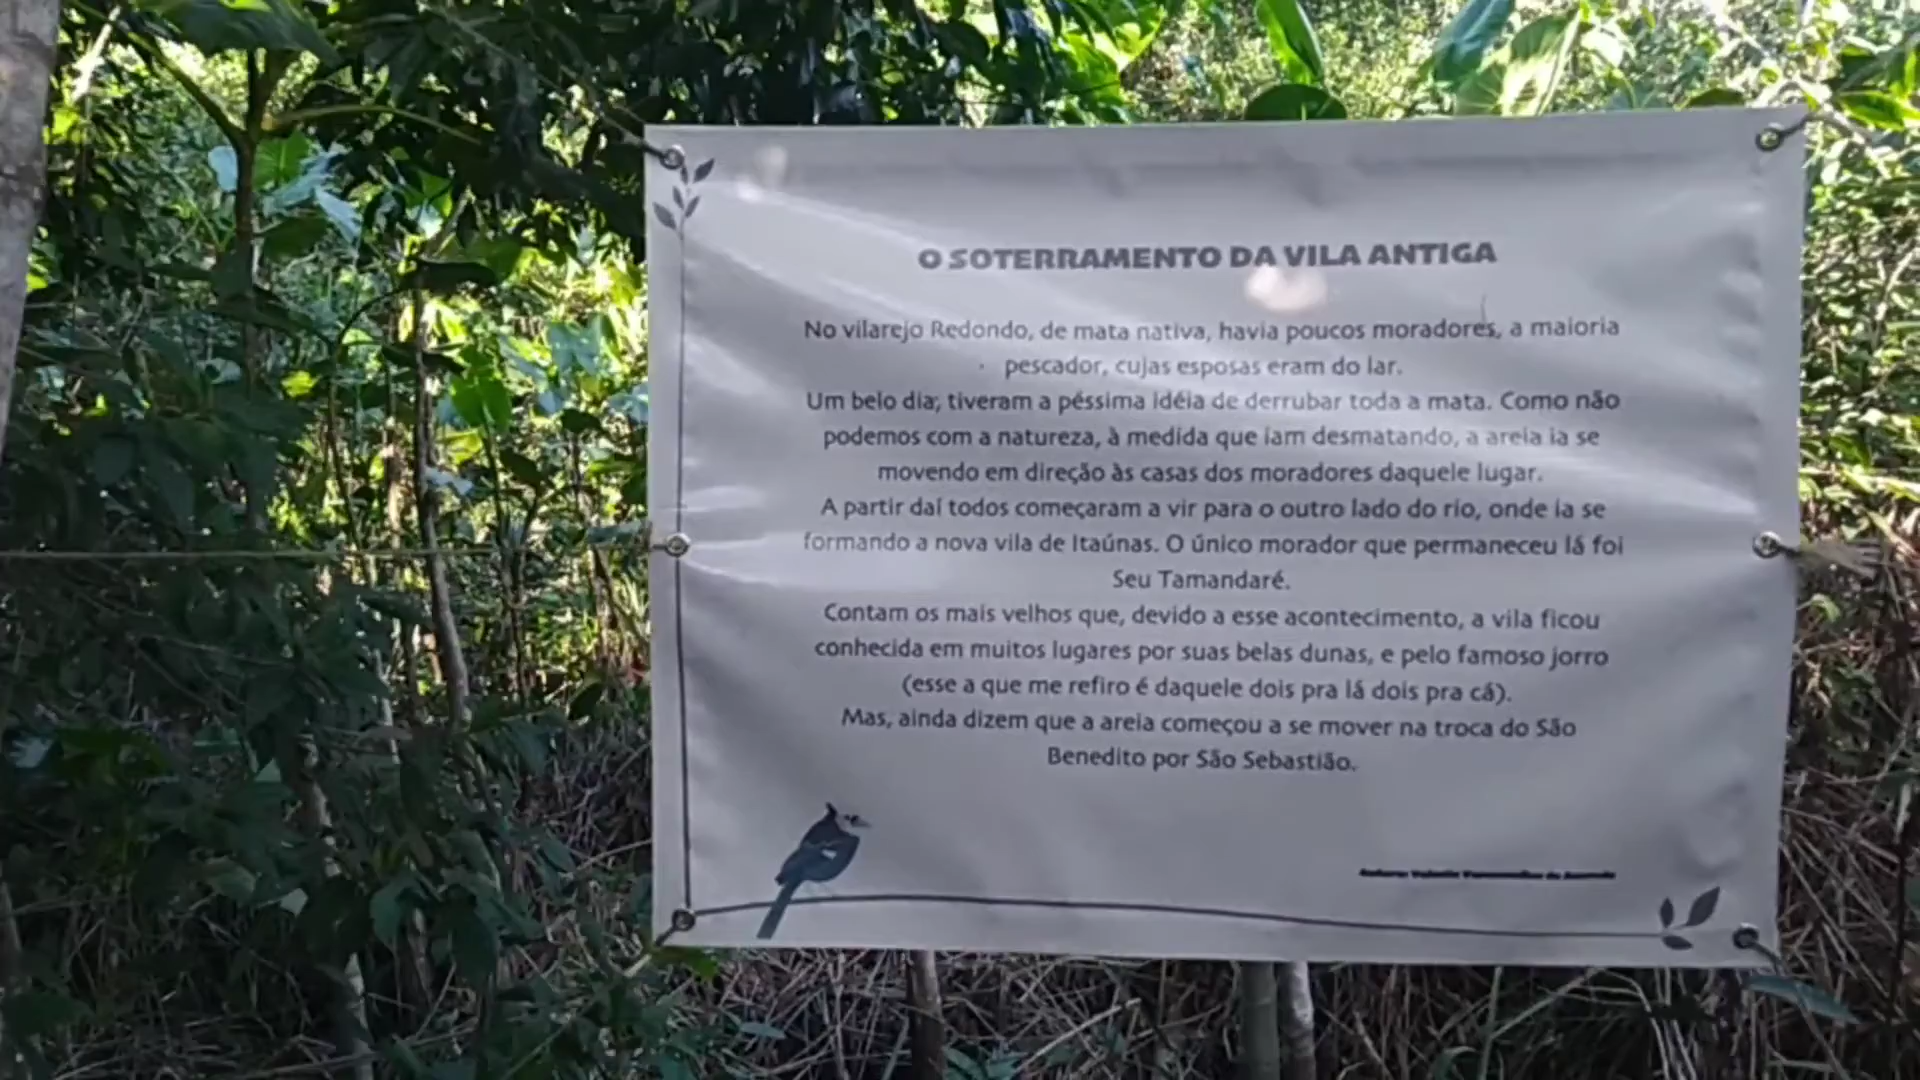 O SOTERRAMENTO DA VILA ANTIGA
No vilarejo Redondo, de mata nativa, havia poucos moradores, a maioria
pescador, cujas esposas eram do lar.
Um belo dia, tiveram a péssima idéia de derrubar toda a mata. Como não
podemos com a natureza, à medida que iam desmatando, a areia ia se
movendo em direção às casas dos moradores daquele lugar.
A partir daí todos começaram a vir para o outro lado do rio, onde ia se
formando a nova vila de Itaúnas. O único morador que permaneceu lá foi
Seu Tamandaré.
Contam os mais velhos que, devido a esse acontecimento, a vila ficou
conhecida em muitos lugares por suas belas dunas, e pelo famoso jorro
(esse a que me refiro é daquele dois pra lá dois pra cá).
Mas, ainda dizem que a areia começou a se mover na troca do São
Benedito por São Sebastião.